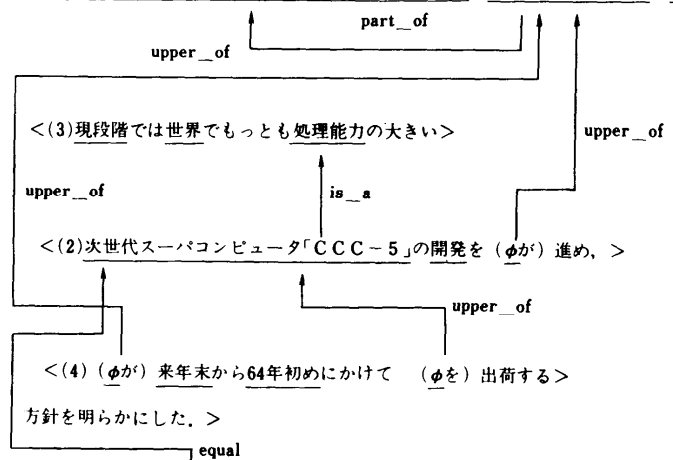 part_of
upper_of
<(3)現段階では世界でもっとも処理能力の大きい>
upper_of
upper_of
is_a
<(2)次世代スーパコンピュータ「CCC-5」の開発を(φが)進め,>
upper_of
<(4)(φが)来年末から64年初めにかけて (φを)出荷する>
方針を明らかにした.>
equal